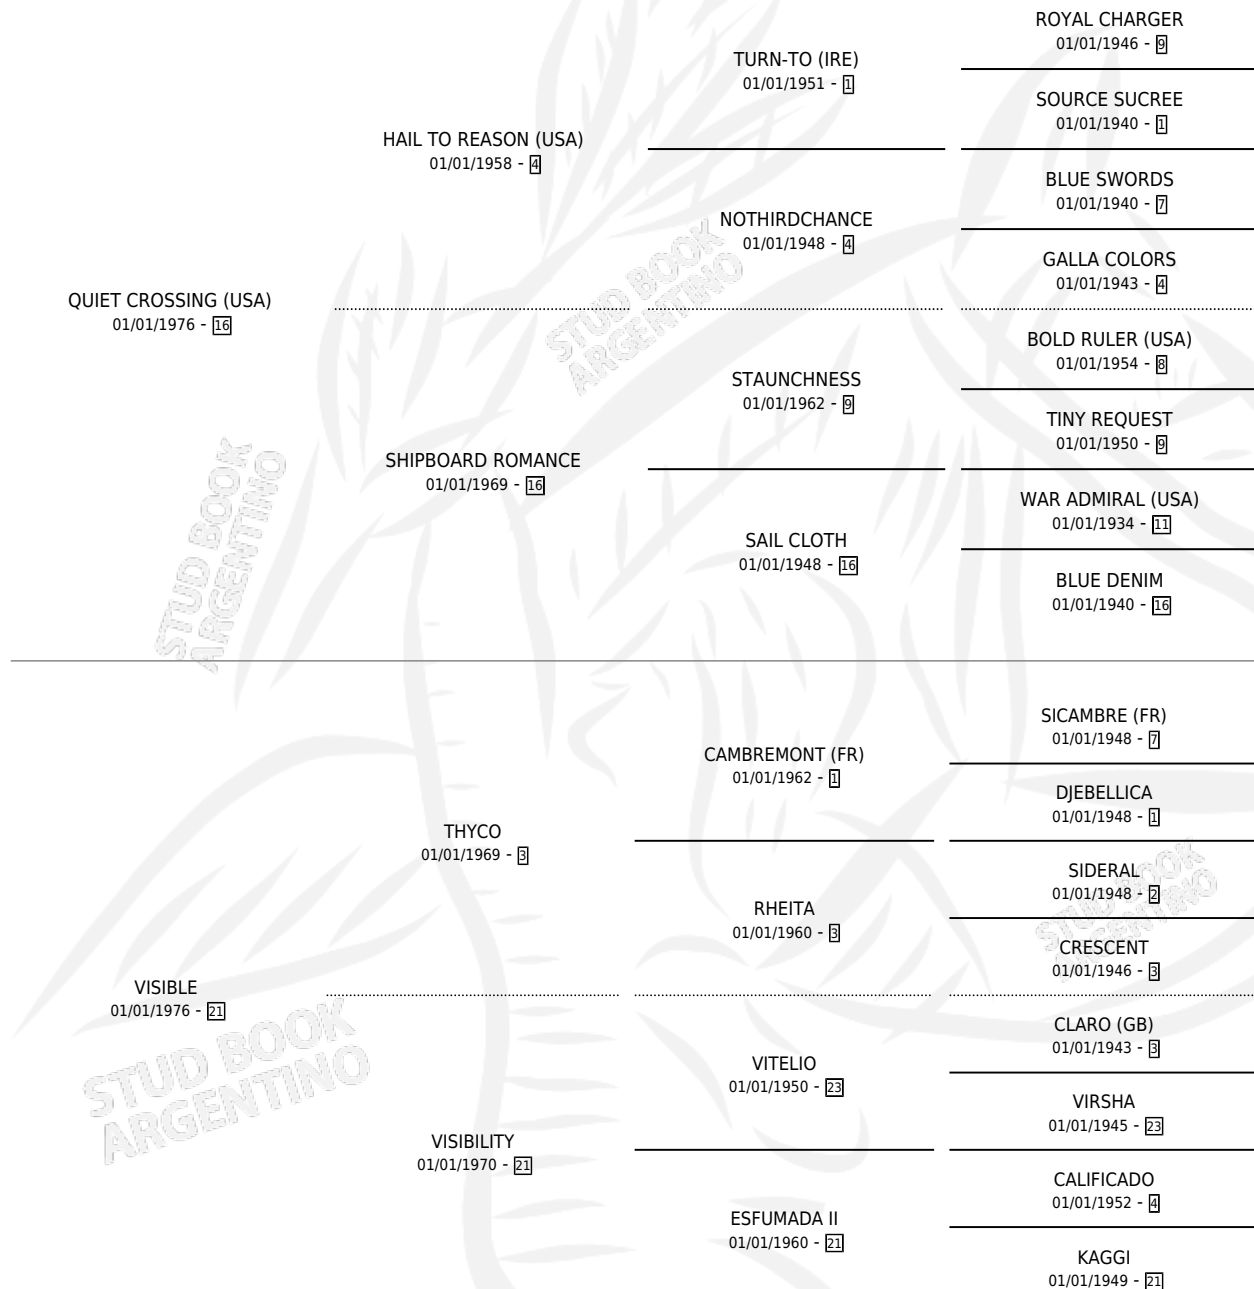 ROYAL CHARGER
01/01/1946 - 9
TURN-TO (IRE)
01/01/1951 - 1
SOURCE SUCREE
01/01/1940 - 1
HAIL TO REASON (USA)
01/01/1958 - 4
BLUE SWORDS
01/01/1940 - 7
NOTHIRDCHANCE
01/01/1948 - 4
GALLA COLORS
01/01/1943 - 4
QUIET CROSSING (USA)
01/01/1976 - 16
STUD BOOK
ARGENTINO
BOLD RULER (USA)
01/01/1954 - 8
STAUNCHNESS
01/01/1962 - 9
TINY REQUEST
01/01/1950 - 9
SHIPBOARD ROMANCE
01/01/1969 - 16
WAR ADMIRAL (USA)
01/01/1934 - 11
SAIL CLOTH
01/01/1948 - 16
BLUE DENIM
01/01/1940 - 16
STUD BOOK
ARGENTINO
SICAMBRE (FR)
01/01/1948 - 7
CAMBREMONT (FR)
01/01/1962 - 1
DJEBELLICA
01/01/1948 - 1
THYCO
01/01/1969 - 3
SIDERAL
01/01/1948 - 2
RHEITA
01/01/1960 - 3
CRESCENT
01/01/1946 - 3
STUD BOOK
ARGENTINO
VISIBLE
01/01/1976 - 21
CLARO (GB)
01/01/1943 - 3
VITELIO
01/01/1950 - 23
VIRSHA
01/01/1945 - 23
STUD BOOK
ARGENTINO
VISIBILITY
01/01/1970 - 21
CALIFICADO
01/01/1952 - 4
ESFUMADA II
01/01/1960 - 21
KAGGI
01/01/1949 - 21